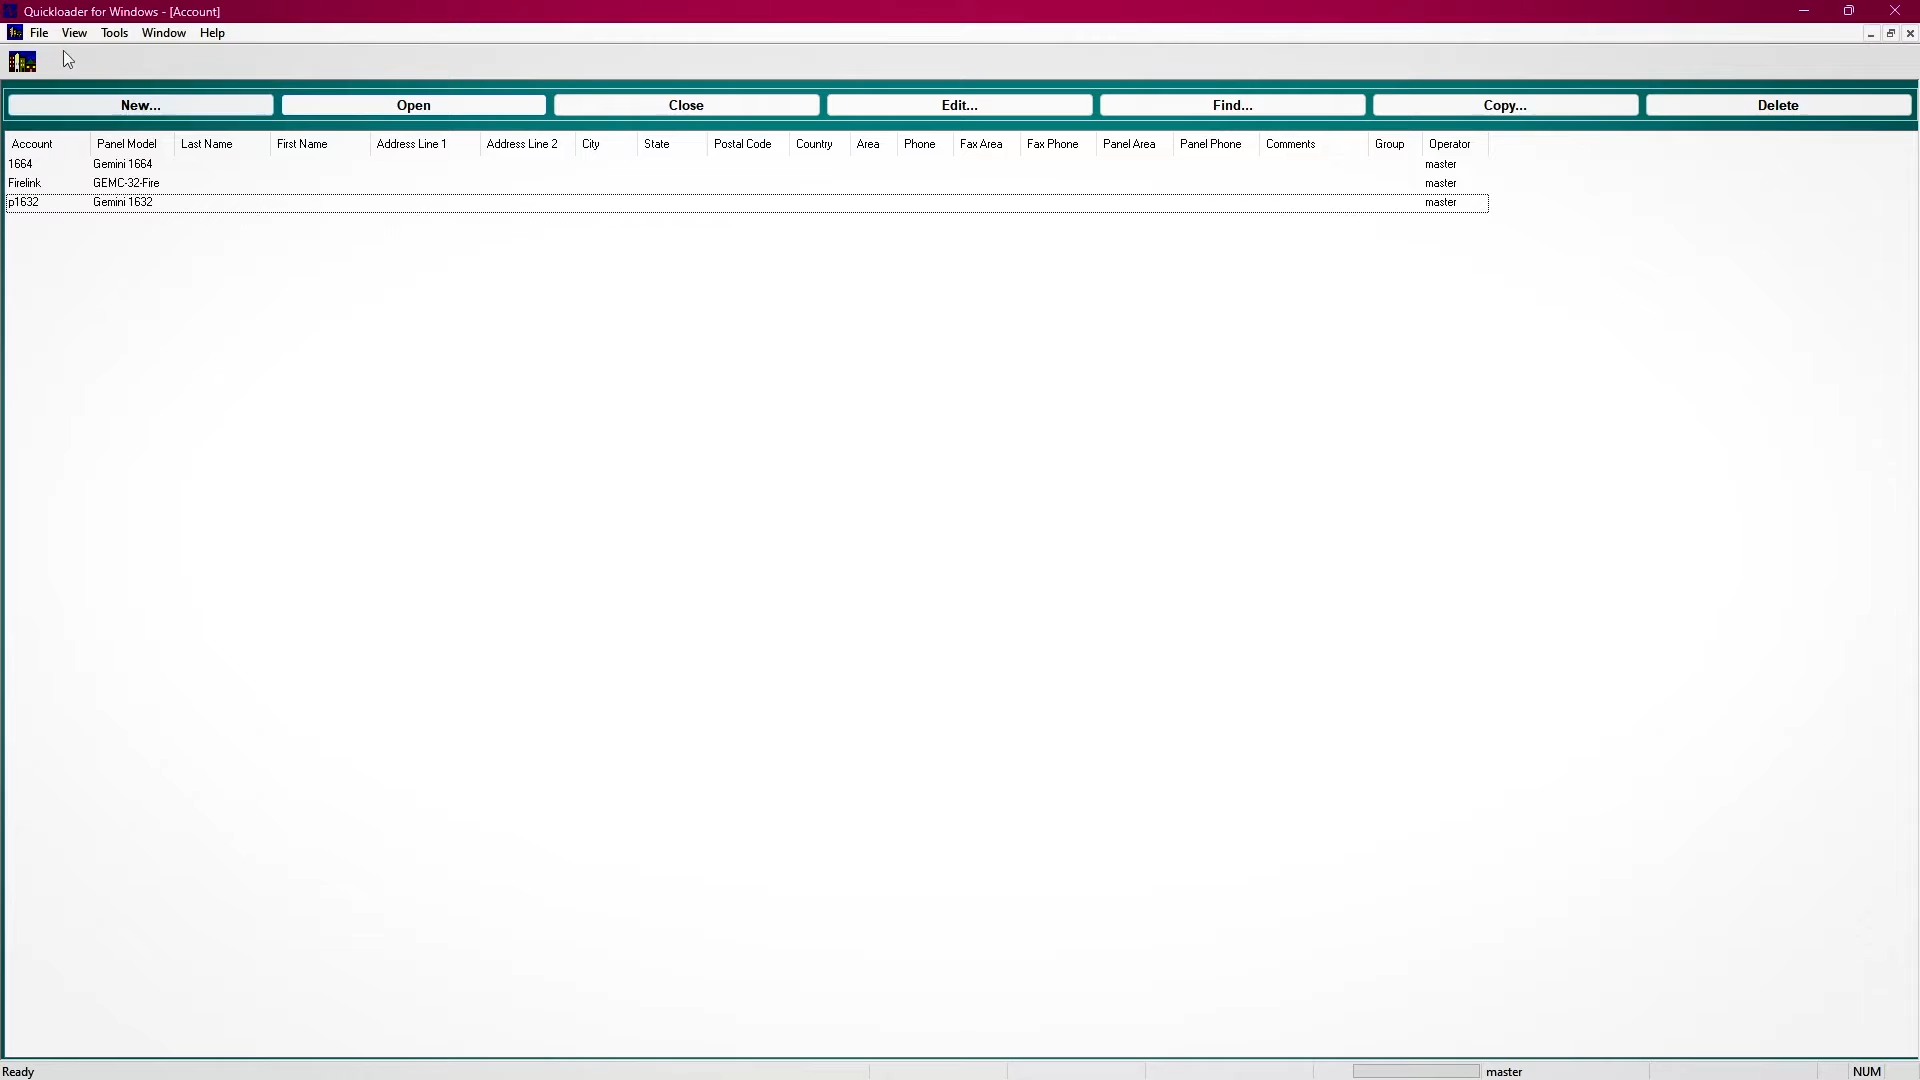 Quickloader for Windows - [Account]
File View Tools Window Help
New... Open Close Edit... Find... Copy... Delete
Account Panel Model Last Name First Name Address Line 1 Address Line 2 City State Postal Code Country Area Phone Fax Area Fax Phone Panel Area Panel Phone Comments Group Operator
1664 Gemini 1664 master
Firelink GEMC-32-Fire master
p1632 Gemini 1632 master
Ready master NUM